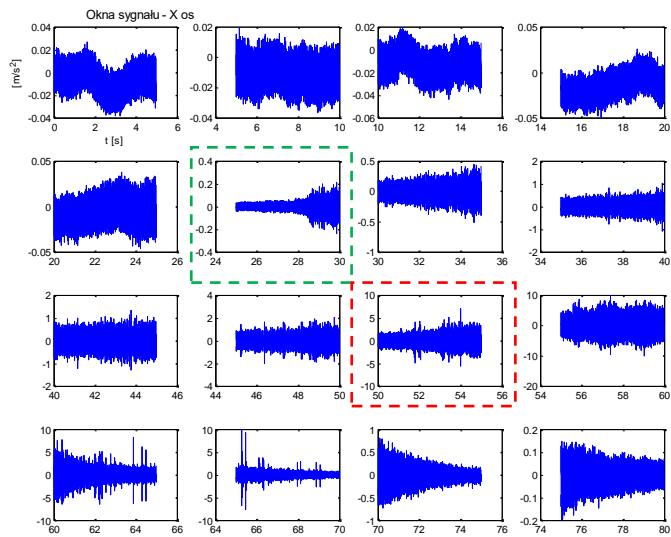 Okna sygnału - X os
0.04 0.02 0 -0.02 -0.04
[m/s²]
0 2 4 6
t [s]
0.02 0 -0.02 -0.04 -0.06
4 6 8 10
0.02 0 -0.02 -0.04 -0.06
10 12 14 16
0.05 0 -0.05
14 16 18 20
0.05 0 -0.05
20 22 24 26
0.4 0.2 0 -0.2 -0.4
24 26 28 30
0.5 0 -0.5 -1
30 32 34 36
2 1 0 -1 -2
34 36 38 40
2 1 0 -1 -2
40 42 44 46
4 2 0 -2 -4
44 46 48 50
10 5 0 -5 -10
50 52 54 56
10 0 -10 -20
54 56 58 60
10 5 0 -5 -10
60 62 64 66
10 5 0 -5 -10
64 66 68 70
1 0.5 0 -0.5 -1
70 72 74 76
0.2 0.1 0 -0.1 -0.2
74 76 78 80